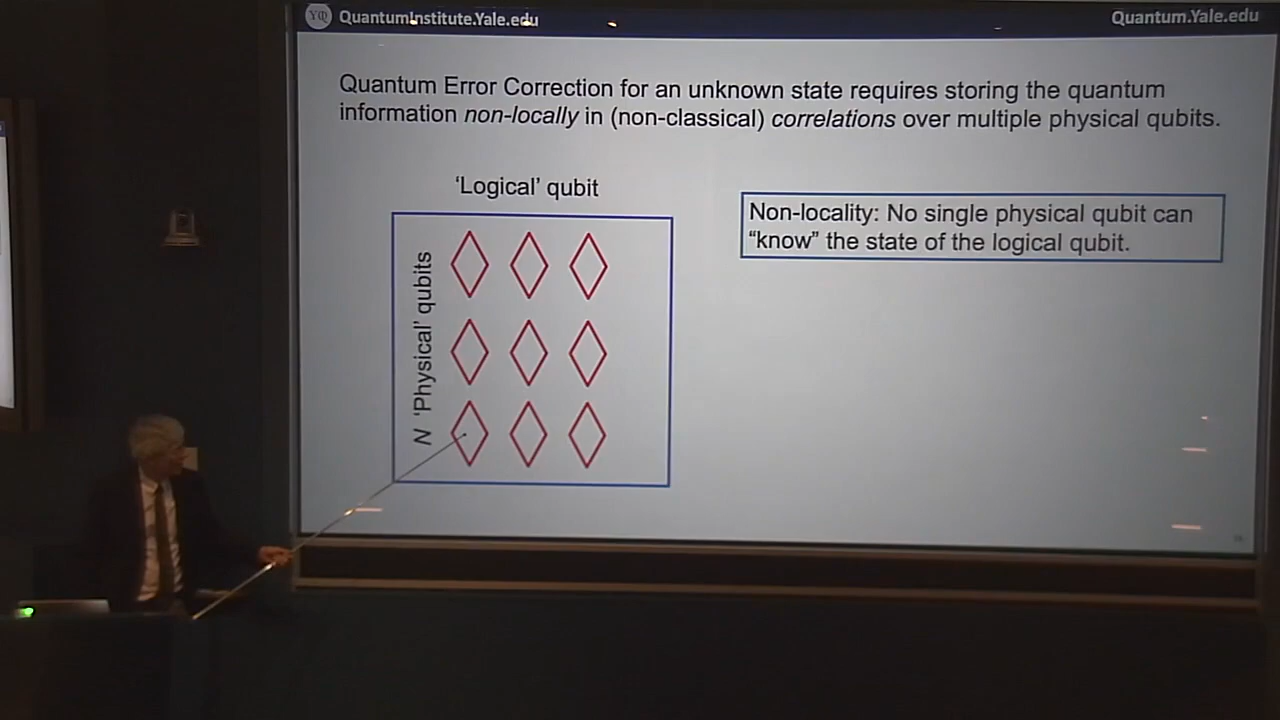 YQ QuantumInstitute.Yale.edu
Quantum.Yale.edu
Quantum Error Correction for an unknown state requires storing the quantum
information non-locally in (non-classical) correlations over multiple physical qubits.
‘Logical’ qubit
N ‘Physical’ qubits
Non-locality: No single physical qubit can
“know” the state of the logical qubit.